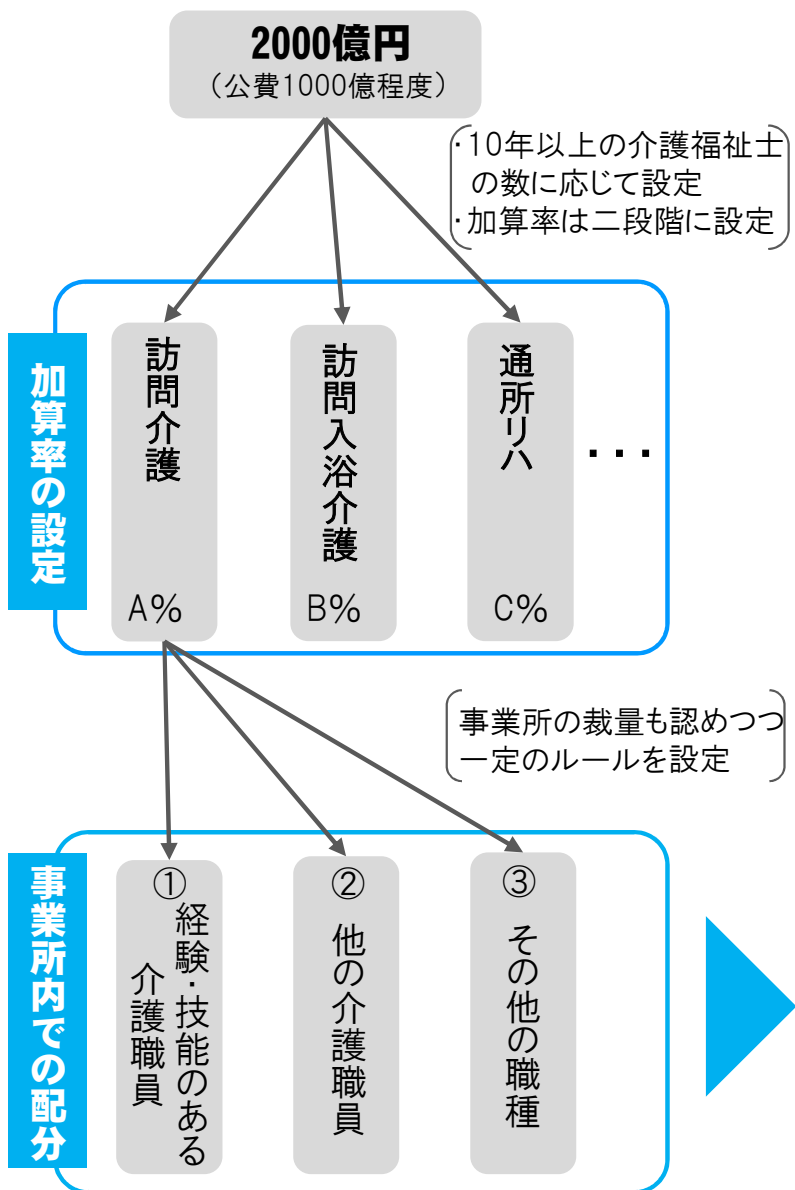 2000億円
（公費1000億程度）
・10年以上の介護福祉士
の数に応じて設定
・加算率は二段階に設定
加算率の設定
訪問介護
A%
訪問入浴介護
B%
通所リハ
C%
・・・
事業所の裁量も認めつつ
一定のルールを設定
事業所内での配分
①
経験・技能のある
介護職員
②
他の介護職員
③
その他の職種